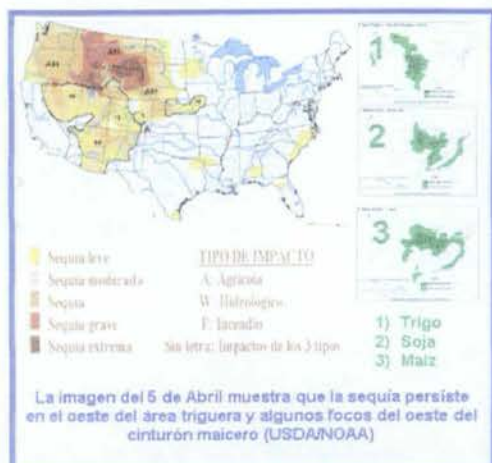 1
2
3
Sequía leve
Sequía moderada
Sequía
Sequía grave
Sequía extrema
TIPO DE IMPACTO
A: Agrícola
W: Hidrológico
F: Incendio
Sin letra: Impactos de los 3 tipos
1) Trigo
2) Soja
3) Maíz
La imagen del 5 de Abril muestra que la sequía persiste
en el oeste del área triguera y algunos focos del oeste del
cinturón maicero (USDA/NOAA)